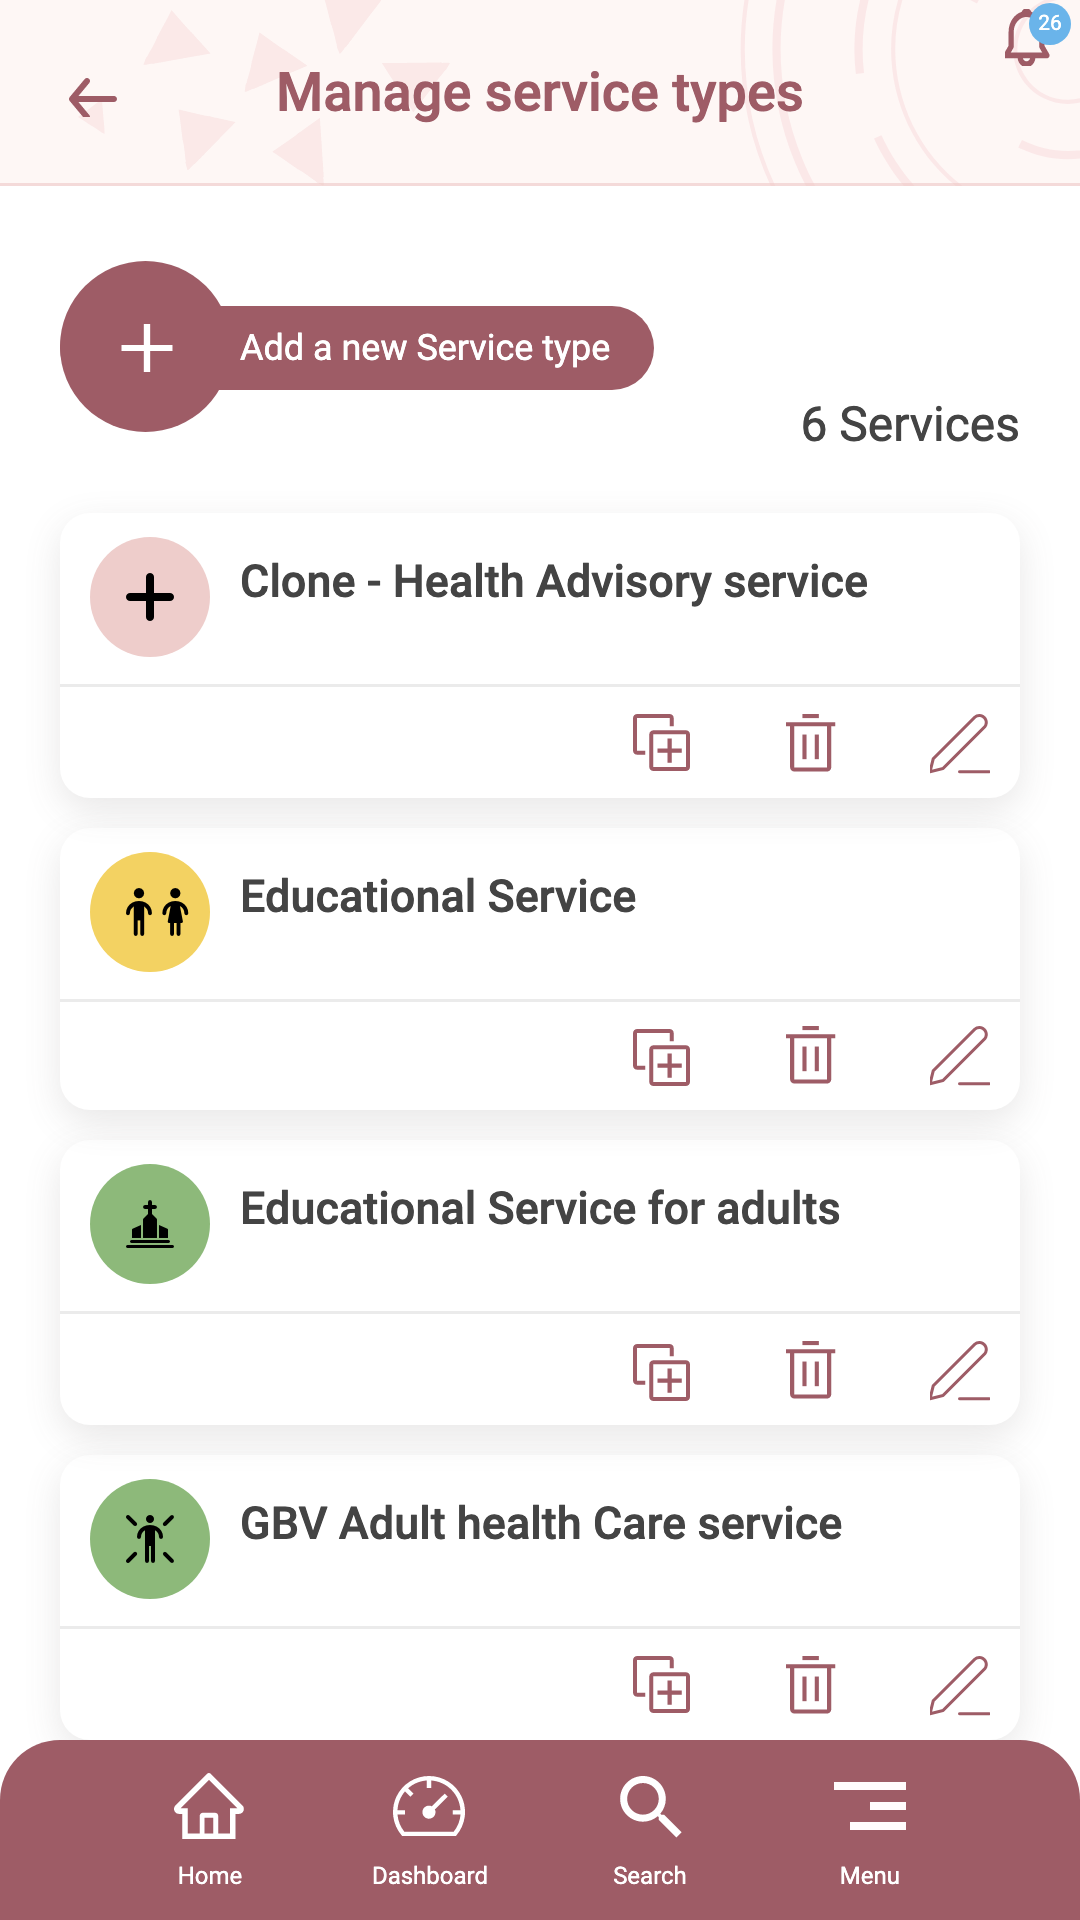 26
Manage service types
Add a new Service type
6 Services
Clone - Health Advisory service
Educational Service
Educational Service for adults
GBV Adult health Care service
Home
Dashboard
Search
Menu